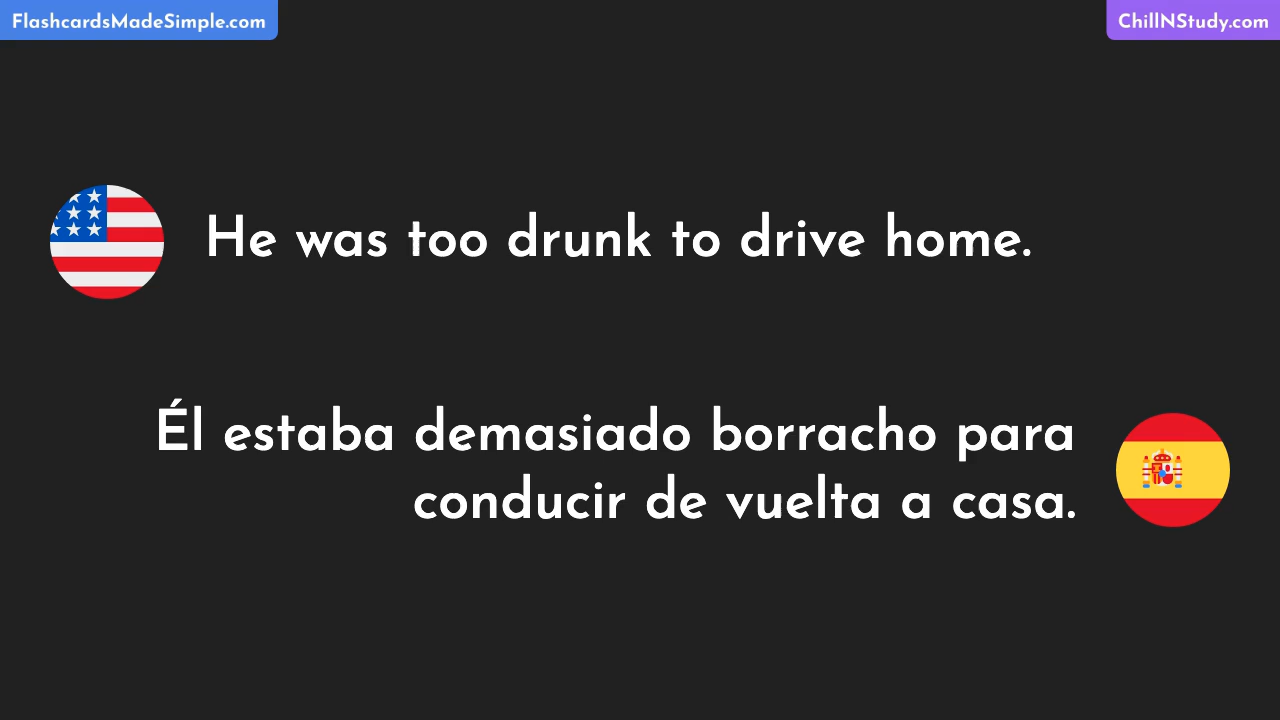 FlashcardsMadeSimple.com
ChillNStudy.com
He was too drunk to drive home.
Él estaba demasiado borracho para
conducir de vuelta a casa.